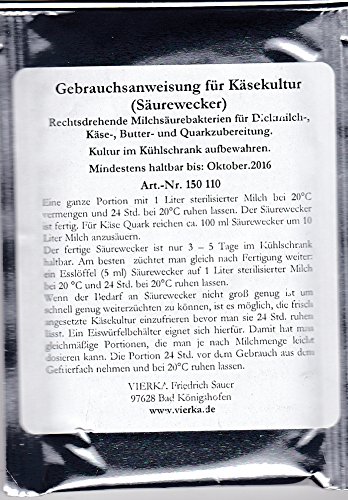 Gebrauchsanweisung für Käsekultur
(Säurewecker)
Rechtsdrehende Milchsäurebakterien für Dickmilch-,
Käse-, Butter- und Quarkzubereitung.
Kultur im Kühlschrank aufbewahren.
Mindestens haltbar bis: Oktober.2016
Art.-Nr. 150 110
Eine ganze Portion mit 1 Liter sterilisierter Milch bei 20°C
vermengen und 24 Std. bei 20°C ruhen lassen. Der Säurewecker
ist fertig. Für Käse Quark reichen ca. 100 ml Säurewecker um 10
Liter Milch anzusäuern.
Der fertige Säurewecker ist nur 3 – 5 Tage im Kühlschrank
haltbar. Am besten züchtet man gleich nach Fertigung weiter:
ein Esslöffel (5 ml) Säurewecker auf 1 Liter sterilisierter Milch
bei 20 °C und 24 Std. bei 20°C ruhen lassen.
Wenn der Bedarf an Säurewecker nicht groß genug ist um
schnell genug weiterzüchten zu können, ist es möglich, die frisch
angesetzte Käsekultur einzufrieren bevor man sie 24 Std. ruhen
lässt. Ein Eiswürfelbehälter eignet sich hierfür. Damit hat man
gleichmäßige Portionen, die man je nach Milchmenge leicht
dosieren kann. Die Portion 24 Std. vor dem Gebrauch aus dem
Gefrierfach nehmen und bei 20°C ruhen lassen.
VIERKA Friedrich Sauer
97628 Bad Königshofen
www.vierka.de